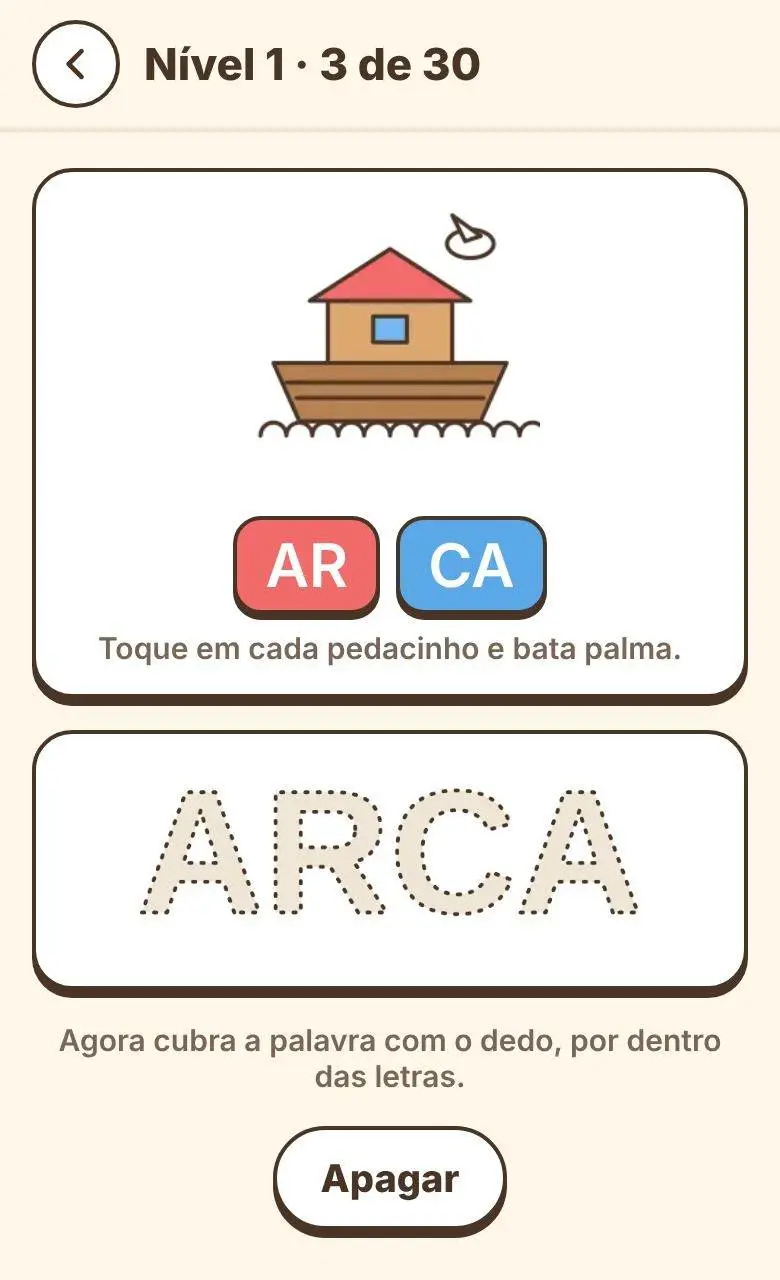 Nível 1 · 3 de 30
AR CA
Toque em cada pedacinho e bata palma.
ARCA
Agora cubra a palavra com o dedo, por dentro
das letras.
Apagar